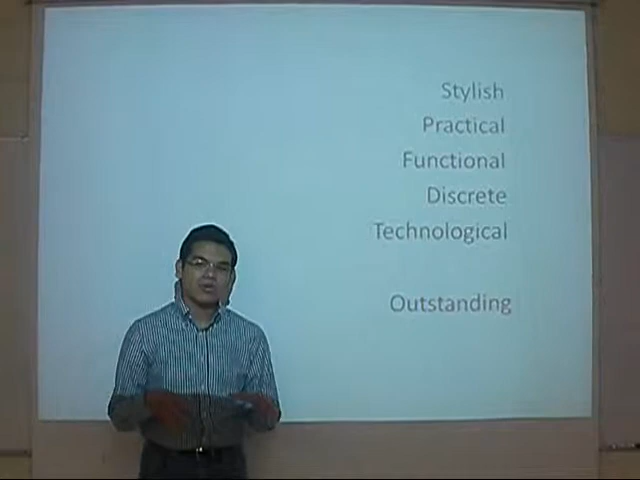 Stylish
Practical
Functional
Discrete
Technological
Outstanding